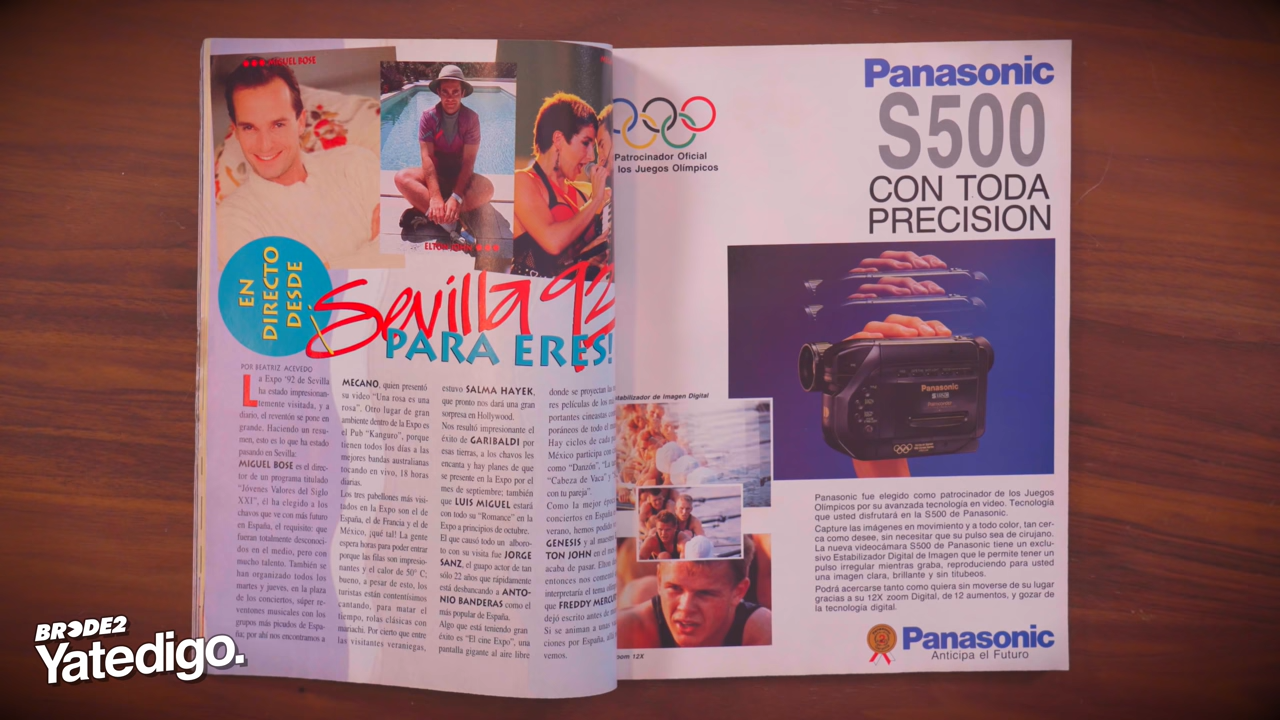 MIGUEL BOSE
ELTON JOHN
EN
DIRECTO
DESDE
¡Sevilla 92
PARA ERES!
POR BEATRIZ ACEVEDO
La Expo '92 de Sevilla
ha estado impresionan-
temente visitada, y a
diario, el reventón se pone en
grande. Haciendo un resu-
men, esto es lo que ha estado
pasando en Sevilla:
MIGUEL BOSE es el direc-
tor de un programa titulado
"Jóvenes Valores del Siglo
XXI", él ha elegido a los
chavos que ve con más futuro
en España, el requisito: que
fueran totalmente desconoci-
dos en el medio, pero con
mucho talento. También se
han organizado todos los
martes y jueves, en la plaza
de los conciertos, súper re-
ventones musicales con los
grupos más picados de Espa-
ña; por ahí nos encontramos a
MECANO, quien presentó
su video "Una rosa es una
rosa". Otro lugar de gran
ambiente dentro de la Expo es
el Pub "Kanguro", porque
tienen todos los días a las
mejores bandas australianas
tocando en vivo, 18 horas
diarias.
Los tres pabellones más visi-
tados en la Expo son el de
España, el de Francia y el de
México, ¡qué tal! La gente
espera horas para poder entrar
porque las filas son impresio-
nantes y el calor de 50° C;
bueno, a pesar de esto, los
turistas están contentísimos
cantando, para matar el
tiempo, rolas clásicas con
mariachi. Por cierto que entre
las visitantes veraniegas,
estuvo SALMA HAYEK,
que pronto nos dará una gran
sorpresa en Hollywood.
Nos resultó impresionante el
éxito de GARIBALDI por
esas tierras, a los chavos les
encanta y hay planes de que
se presente en la Expo por el
mes de septiembre; también
que LUIS MIGUEL estará
con todo su "Romance" en la
Expo a principios de octubre.
El que causó todo un alboro-
to con su visita fue JORGE
SANZ, el guapo actor de tan
sólo 22 años que rápidamente
está desbancando a ANTO-
NIO BANDERAS como el
más popular de España.
Algo que está teniendo gran
éxito es "El cine Expo", una
pantalla gigante al aire libre
donde se proyectan las
res películas de los
portantes cineastas
poráneos de todo el
Hay ciclos de cada
México participa
como "Danzón", "La
"Cabeza de Vaca" y
con tu pareja".
Como la mejor
conciertos en España
verano, hemos
GENESIS y al
TON JOHN en el
acaba de pasar.
entonces nos
interpretaría el tema
que FREDDY MERCU
dejó escrito antes de
Si se animan a unas
ciones por España, allá
vemos.
Patrocinador Oficial
los Juegos Olímpicos
Panasonic
S500
CON TODA
PRECISION
Panasonic
stabilizador de Imagen Digital
oom 12X
Panasonic fue elegido como patrocinador de los Juegos
Olímpicos por su avanzada tecnología en video. Tecnología
que usted disfrutará en la S500 de Panasonic.
Capture las imágenes en movimiento y a todo color, tan cer-
ca como desee, sin necesitar que su pulso sea de cirujano.
La nueva videocámara S500 de Panasonic tiene un exclu-
sivo Estabilizador Digital de Imagen que le permite tener un
pulso irregular mientras graba, reproduciendo para usted
una imagen clara, brillante y sin titubeos.
Podrá acercarse tanto como quiera sin moverse de su lugar
gracias a su 12X zoom Digital, de 12 aumentos, y gozar de
la tecnología digital.
Panasonic
Anticipa el Futuro
BRODE2
Yatedigo.